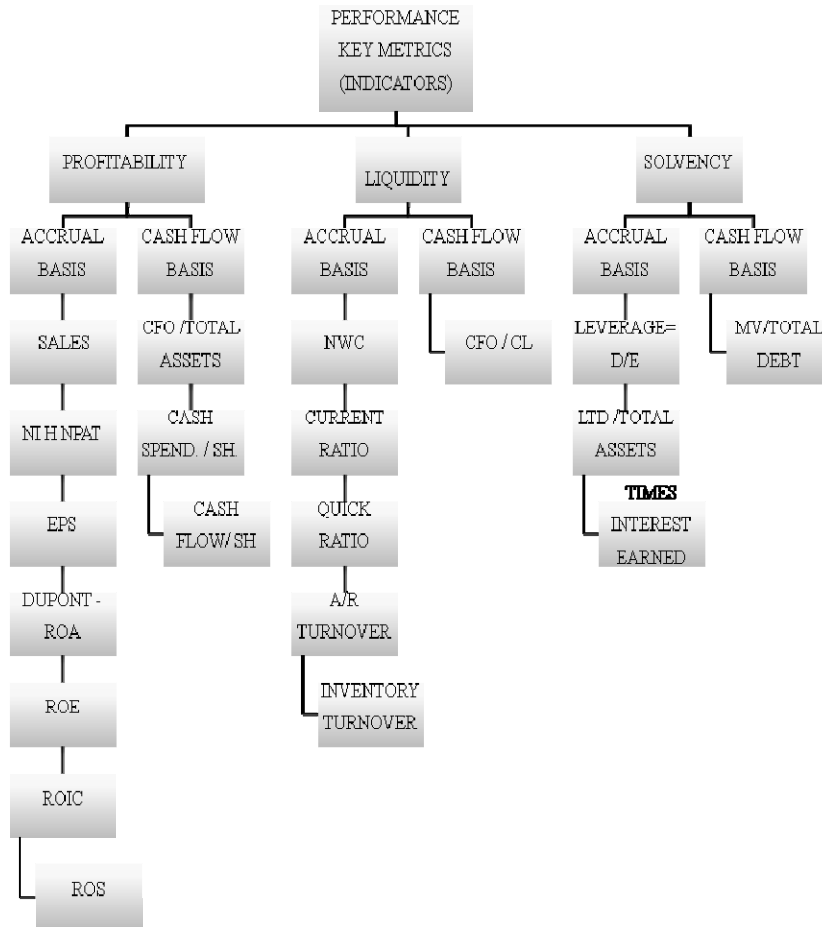 PERFORMANCE
KEY METRICS
(INDICATORS)
PROFITABILITY
LIQUIDITY
SOLVENCY
ACCRUAL
BASIS
CASH FLOW
BASIS
ACCRUAL
BASIS
CASH FLOW
BASIS
ACCRUAL
BASIS
CASH FLOW
BASIS
SALES
CFO /TOTAL
ASSETS
NWC
CFO / CL
LEVERAGE=
D/E
MV/TOTAL
DEBT
NI H NPAT
CASH
SPEND. / SH.
CURRENT
RATIO
LTD /TOTAL
ASSETS
EPS
CASH
FLOW/ SH
QUICK
RATIO
TIMES
INTEREST
EARNED
DUPONT -
ROA
A/R
TURNOVER
ROE
INVENTORY
TURNOVER
ROIC
ROS